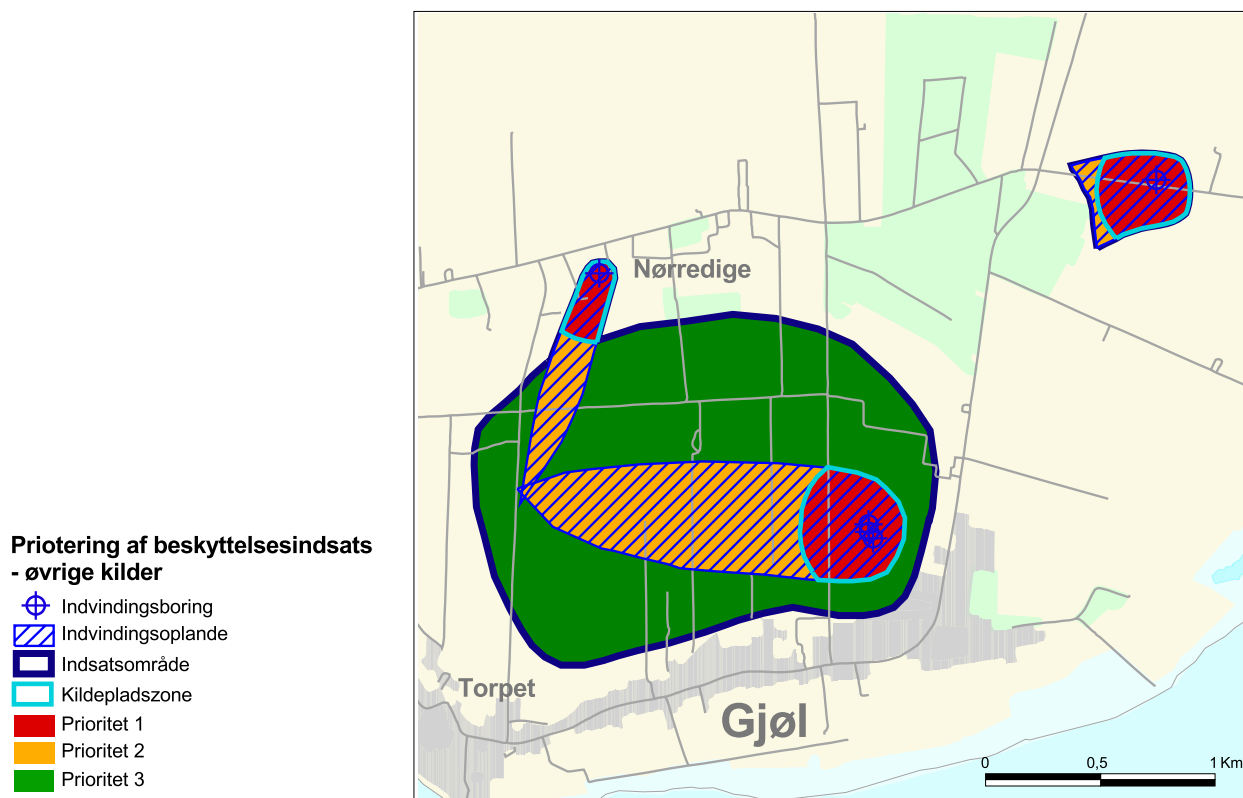 Nørredige
Priotering af beskyttelsesindsats
- øvrige kilder
Indvindingsboring
Indvindingsoplande
Indsatsområde
Kildepladszone
Prioritet 1
Prioritet 2
Prioritet 3
Torpet
Gjøl
0 0,5 1 Km